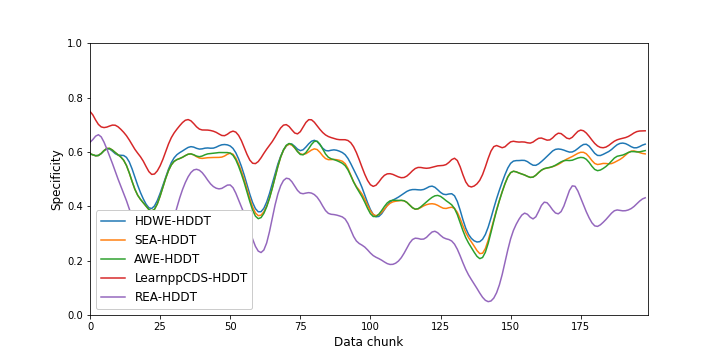 1.0
0.8
0.6
0.4
0.2
0.0
Specificity
HDWE-HDDT
SEA-HDDT
AWE-HDDT
LearnppCDS-HDDT
REA-HDDT
0 25 50 75 100 125 150 175
Data chunk